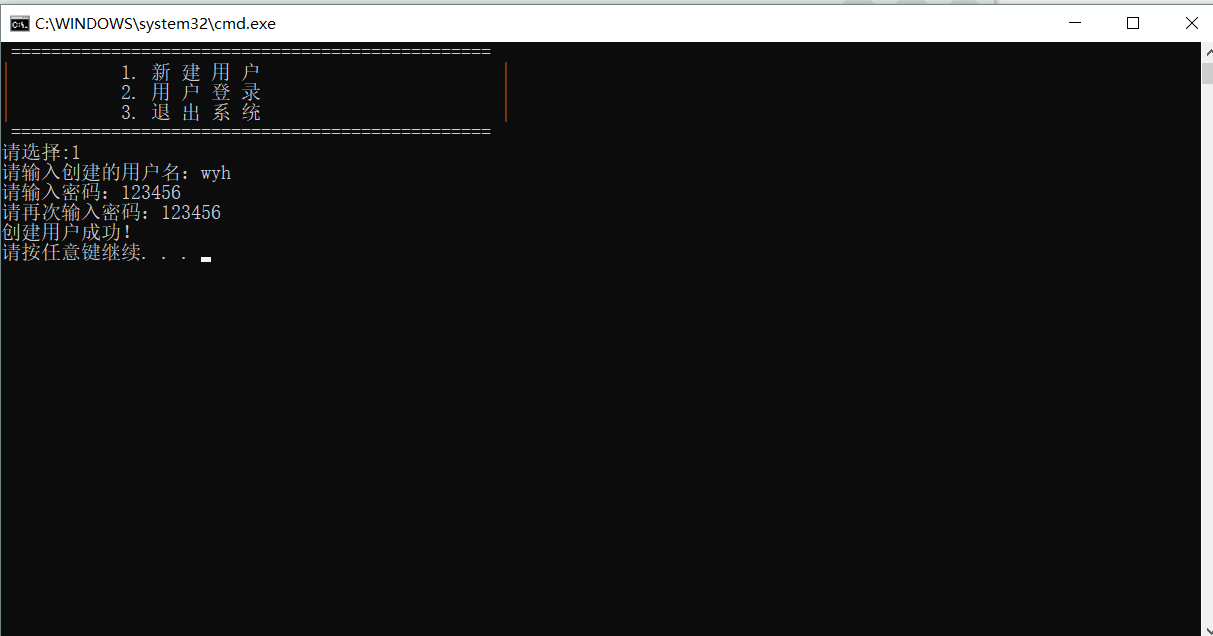 C:\WINDOWS\system32\cmd.exe
================================================
1. 新 建 用 户
2. 用 户 登 录
3. 退 出 系 统
================================================
请选择:1
请输入创建的用户名：wyh
请输入密码：123456
请再次输入密码：123456
创建用户成功!
请按任意键继续. . .